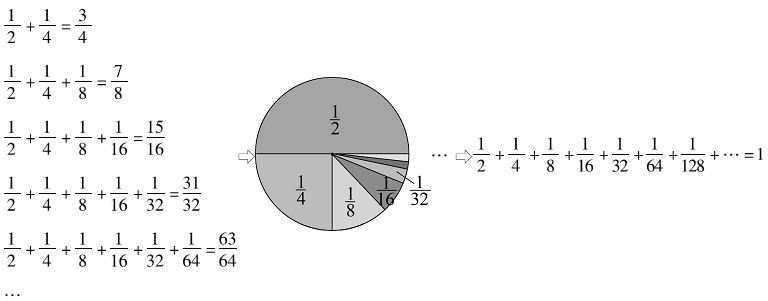 1/2 + 1/4 = 3/4
1/2 + 1/4 + 1/8 = 7/8
1/2 + 1/4 + 1/8 + 1/16 = 15/16
1/2 + 1/4 + 1/8 + 1/16 + 1/32 = 31/32
1/2 + 1/4 + 1/8 + 1/16 + 1/32 + 1/64 = 63/64
...
⇨
1/2
1/4
1/8
1/16
1/32
... ⇨ 1/2 + 1/4 + 1/8 + 1/16 + 1/32 + 1/64 + 1/128 + ... = 1